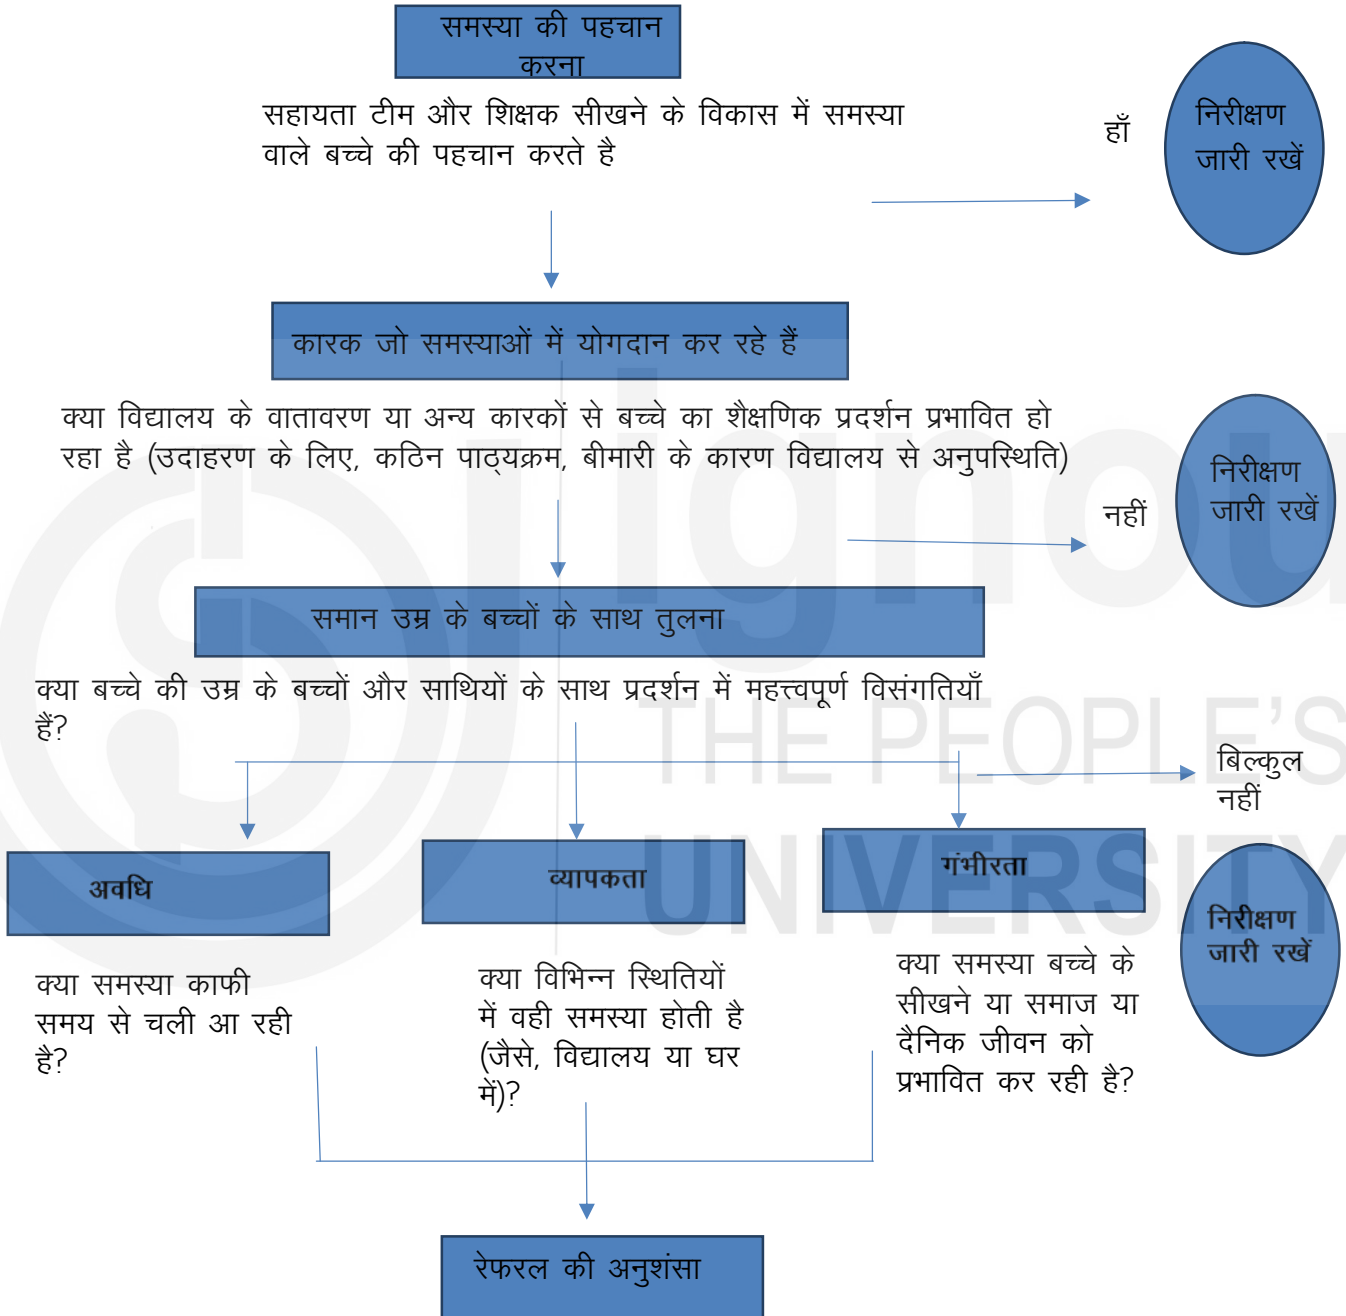 समस्या की पहचान
करना
सहायता टीम और शिक्षक सीखने के विकास में समस्या
वाले बच्चे की पहचान करते है
हाँ
निरीक्षण
जारी रखें
कारक जो समस्याओं में योगदान कर रहे हैं
क्या विद्यालय के वातावरण या अन्य कारकों से बच्चे का शैक्षणिक प्रदर्शन प्रभावित हो
रहा है (उदाहरण के लिए, कठिन पाठ्यक्रम, बीमारी के कारण विद्यालय से अनुपस्थिति)
नहीं
निरीक्षण
जारी रखें
समान उम्र के बच्चों के साथ तुलना
क्या बच्चे की उम्र के बच्चों और साथियों के साथ प्रदर्शन में महत्त्वपूर्ण विसंगतियाँ
हैं?
बिल्कुल
नहीं
निरीक्षण
जारी रखें
अवधि
क्या समस्या काफी
समय से चली आ रही
है?
व्यापकता
क्या विभिन्न स्थितियों
में वही समस्या होती है
(जैसे, विद्यालय या घर
में)?
गंभीरता
क्या समस्या बच्चे के
सीखने या समाज या
दैनिक जीवन को
प्रभावित कर रही है?
रेफरल की अनुशंसा
ignou
THE PEOPLE'S
UNIVERSITY